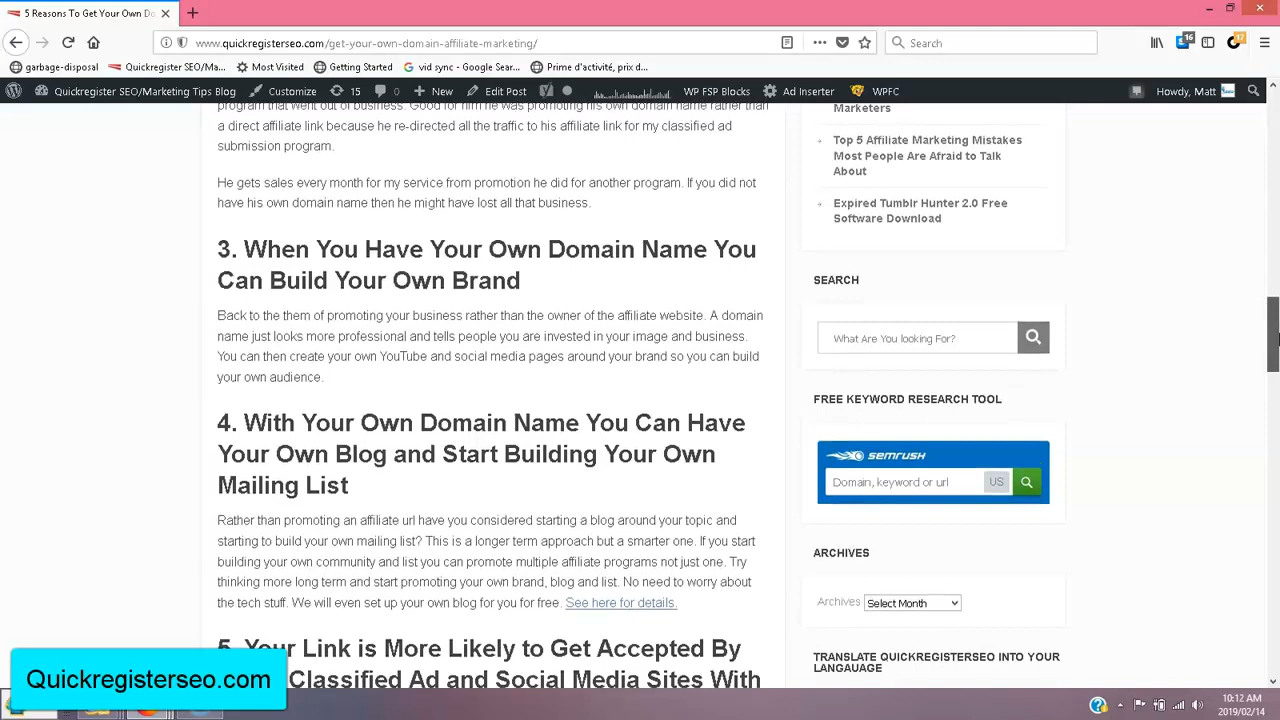 5 Reasons To Get Your Own Do
www.quickregisterseo.com/get-your-own-domain-affiliate-marketing/
Search
16
17
garbage-disposal
Quickregister SEO/Ma...
Most Visited
Getting Started
vid sync - Google Sear...
Prime d'activité, prix d...
Quickregister SEO/Marketing Tips Blog
Customize
15
0
New
Edit Post
WP FSP Blocks
Ad Inserter
WPFC
Howdy, Matt
program that went out of business. Good for him he was promoting his own domain name rather than
a direct affiliate link because he re-directed all the traffic to his affiliate link for my classified ad
submission program.
He gets sales every month for my service from promotion he did for another program. If you did not
have his own domain name then he might have lost all that business.
3. When You Have Your Own Domain Name You
Can Build Your Own Brand
Back to the them of promoting your business rather than the owner of the affiliate website. A domain
name just looks more professional and tells people you are invested in your image and business.
You can then create your own YouTube and social media pages around your brand so you can build
your own audience.
4. With Your Own Domain Name You Can Have
Your Own Blog and Start Building Your Own
Mailing List
Rather than promoting an affiliate url have you considered starting a blog around your topic and
starting to build your own mailing list? This is a longer term approach but a smarter one. If you start
building your own community and list you can promote multiple affiliate programs not just one. Try
thinking more long term and start promoting your own brand, blog and list. No need to worry about
the tech stuff. We will even set up your own blog for you for free. See here for details.
5. Your Link is More Likely to Get Accepted By
Classified Ad and Social Media Sites With
Marketers
Top 5 Affiliate Marketing Mistakes
Most People Are Afraid to Talk
About
Expired Tumblr Hunter 2.0 Free
Software Download
SEARCH
What Are You looking For?
FREE KEYWORD RESEARCH TOOL
SEMRUSH
Domain, keyword or url
US
ARCHIVES
Archives
Select Month
TRANSLATE QUICKREGISTERSEO INTO YOUR
LANGAUAGE
Quickregisterseo.com
10:12 AM
2019/02/14